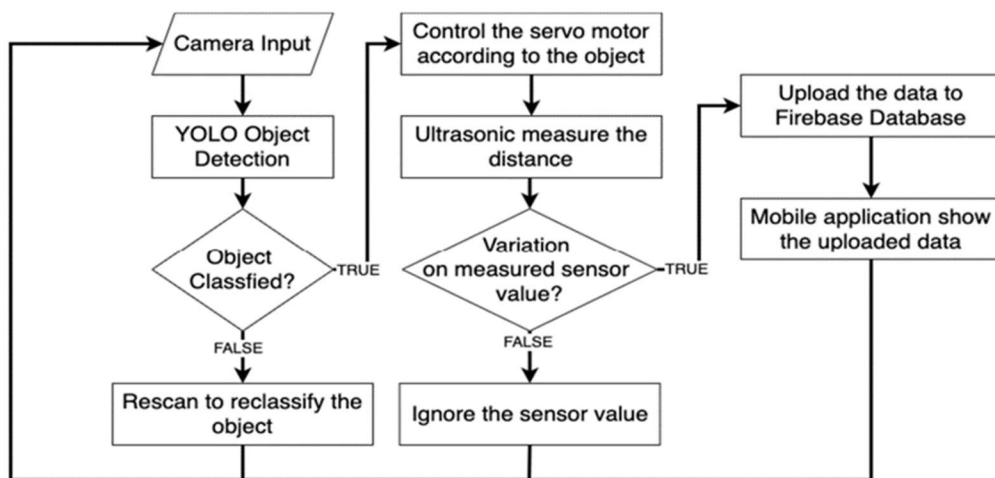 Camera Input
YOLO Object
Detection
Object
Classfied?
TRUE
FALSE
Rescan to reclassify the
object
Control the servo motor
according to the object
Ultrasonic measure the
distance
Variation
on measured sensor
value?
TRUE
FALSE
Ignore the sensor value
Upload the data to
Firebase Database
Mobile application show
the uploaded data